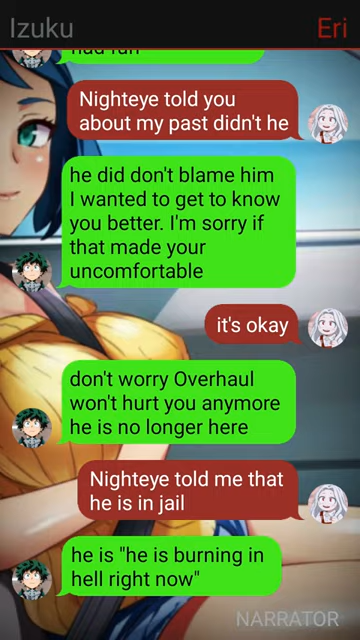 Izuku
Eri
had fun
Nighteye told you
about my past didn't he
he did don't blame him
I wanted to get to know
you better. I'm sorry if
that made your
uncomfortable
it's okay
don't worry Overhaul
won't hurt you anymore
he is no longer here
Nighteye told me that
he is in jail
he is "he is burning in
hell right now"
NARRATOR